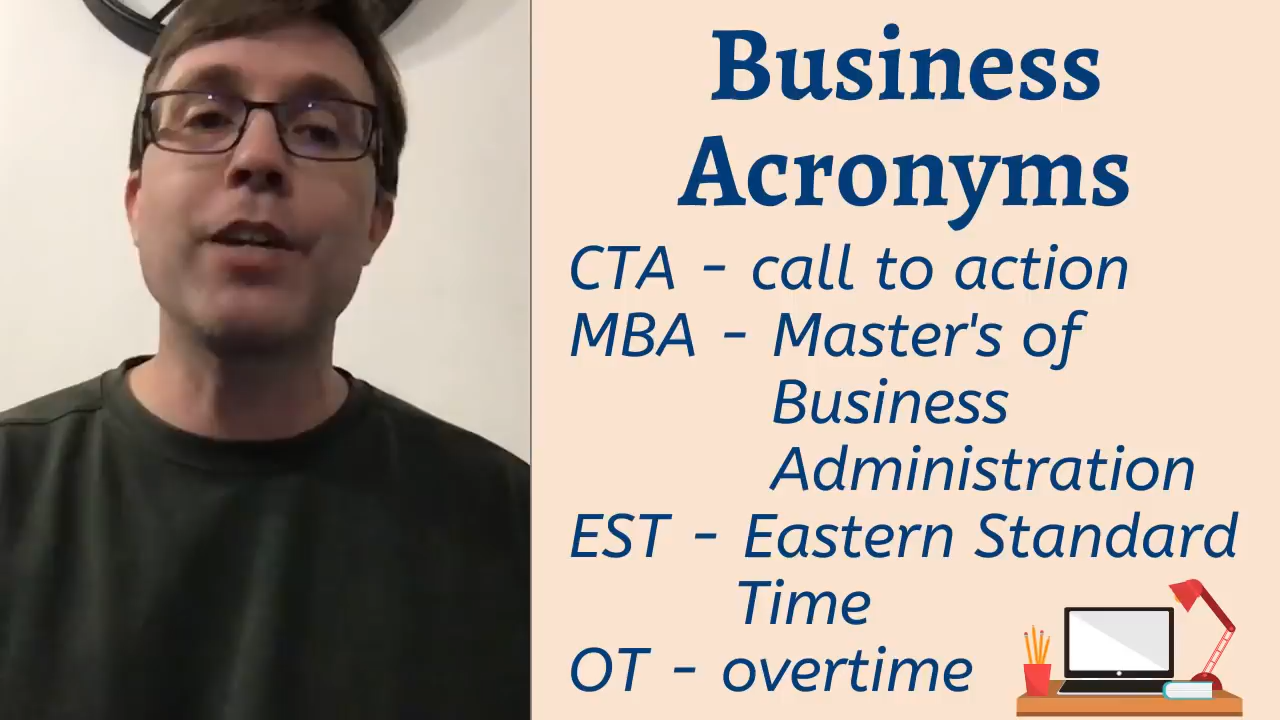 Business
Acronyms
CTA - call to action
MBA - Master's of
Business
Administration
EST - Eastern Standard
Time
OT - overtime